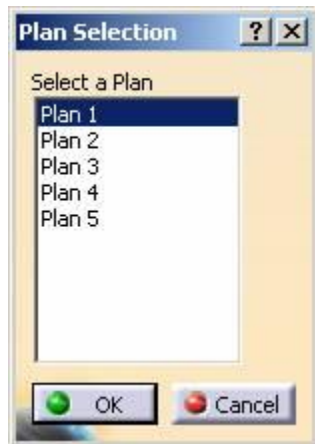 Plan Selection ? X
Select a Plan
Plan 1
Plan 2
Plan 3
Plan 4
Plan 5
OK Cancel